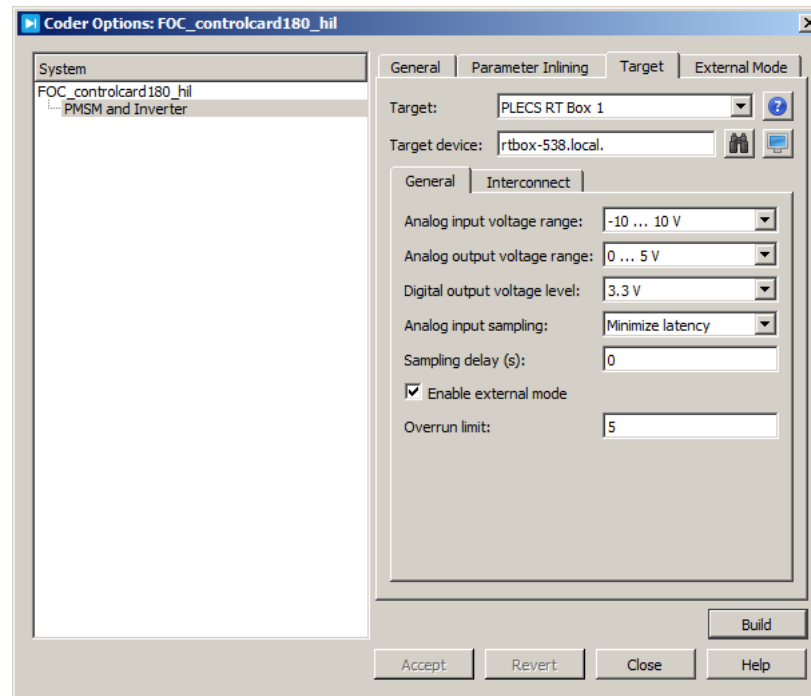 Coder Options: FOC_controlcard180_hil
System
FOC_controlcard180_hil
PMSM and Inverter
General Parameter Inlining Target External Mode
Target: PLECS RT Box 1
Target device: rtbox-538.local.
General Interconnect
Analog input voltage range: -10 ... 10 V
Analog output voltage range: 0 ... 5 V
Digital output voltage level: 3.3 V
Analog input sampling: Minimize latency
Sampling delay (s): 0
Enable external mode
Overrun limit: 5
Build
Accept Revert Close Help